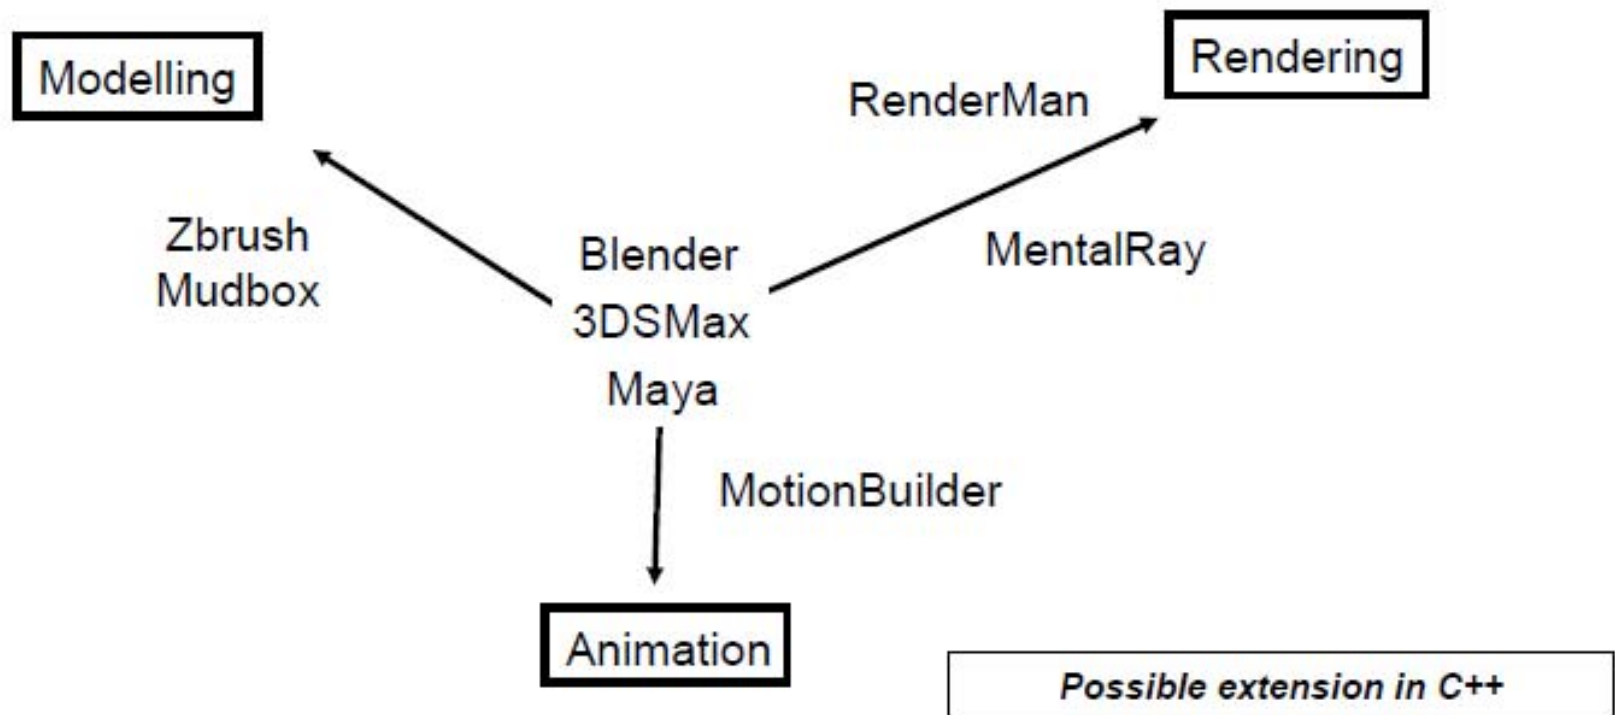 Modelling
Rendering
RenderMan
Zbrush
Mudbox
Blender
3DSMax
Maya
MentalRay
MotionBuilder
Animation
Possible extension in C++